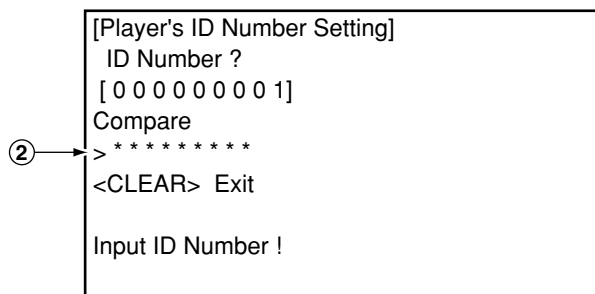 [Player's ID Number Setting]
ID Number ?
[ 0 0 0 0 0 0 0 0 1]
Compare
② > * * * * * * * * *
<CLEAR> Exit
Input ID Number !